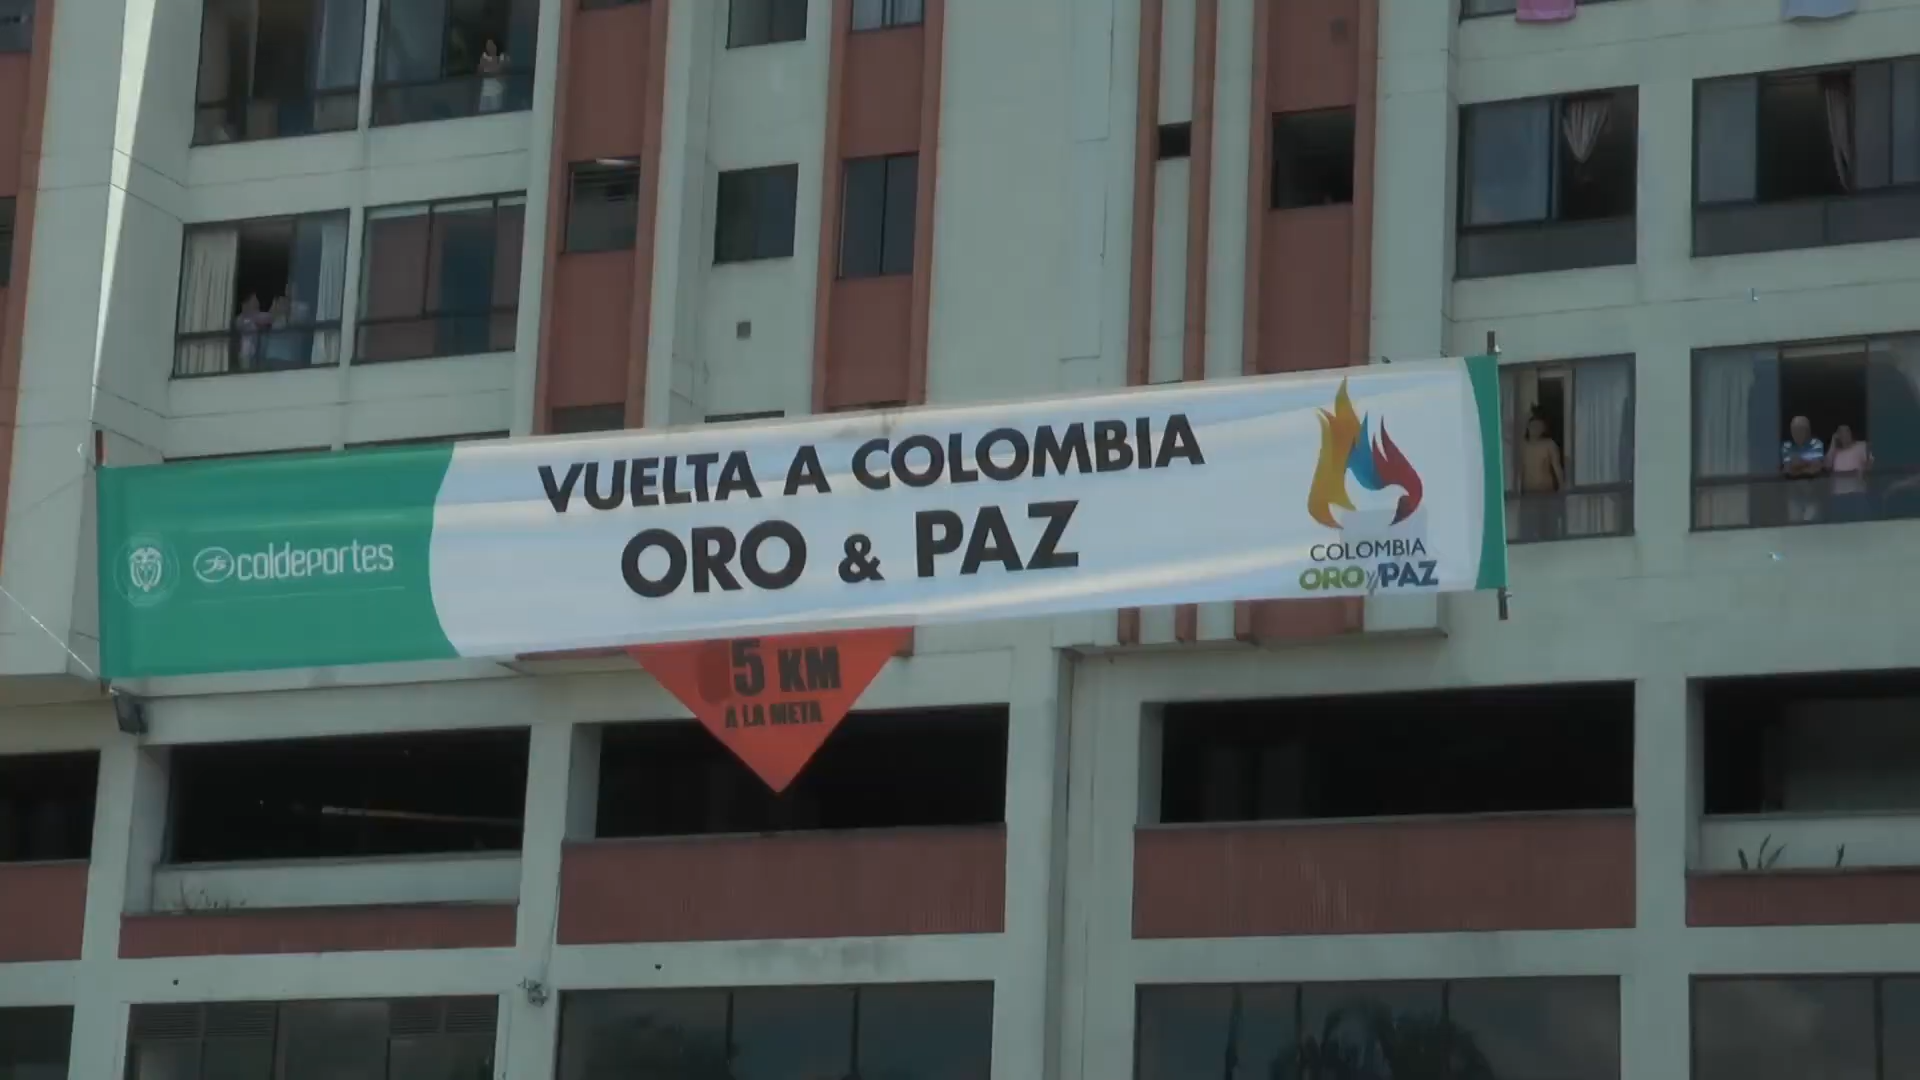 coldeportes
VUELTA A COLOMBIA
ORO & PAZ
COLOMBIA
ORO y PAZ
5 KM
A LA META